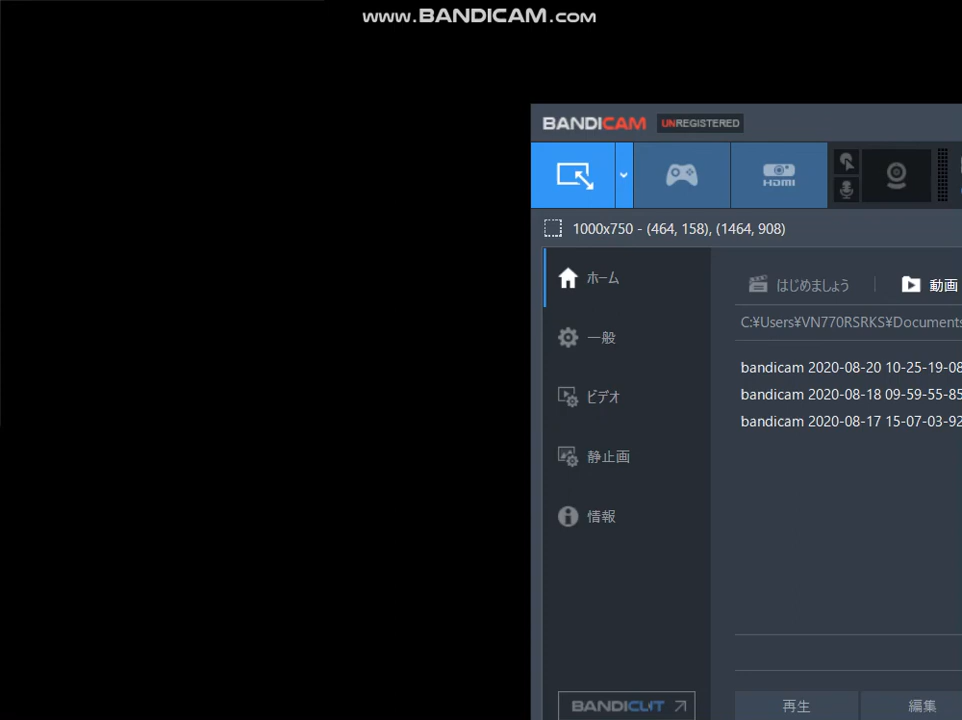 www.BANDICAM.com
BANDICAM UNREGISTERED
HDMI
1000x750 - (464, 158), (1464, 908)
ホーム
一般
ビデオ
静止画
情報
BANDICUT
はじめましょう
動画
C:¥Users¥VN770RSRKS¥Documents
bandicam 2020-08-20 10-25-19-08
bandicam 2020-08-18 09-59-55-85
bandicam 2020-08-17 15-07-03-92
再生
編集